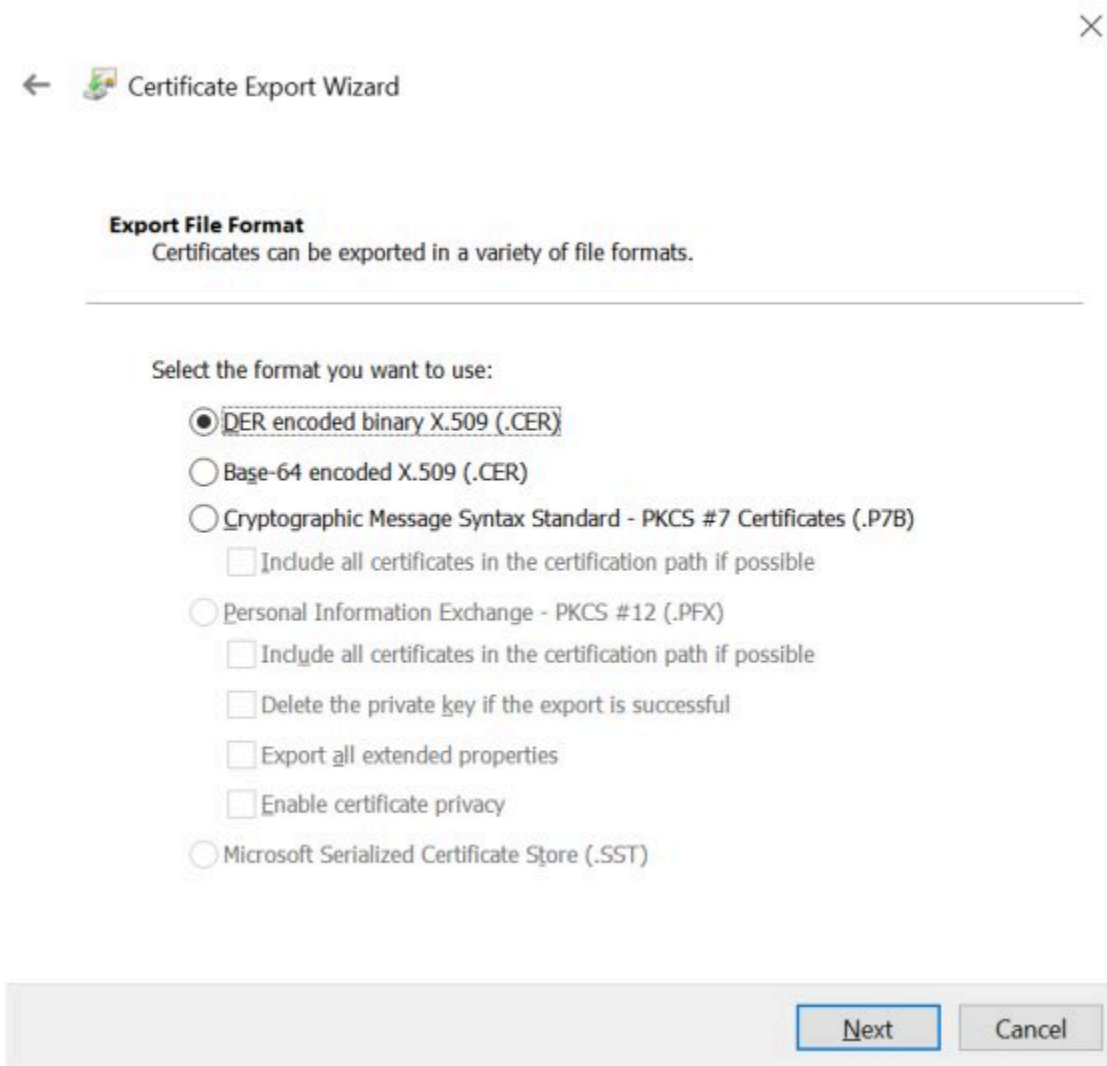 Certificate Export Wizard
Export File Format
Certificates can be exported in a variety of file formats.
Select the format you want to use:
DER encoded binary X.509 (.CER)
Base-64 encoded X.509 (.CER)
Cryptographic Message Syntax Standard - PKCS #7 Certificates (.P7B)
Include all certificates in the certification path if possible
Personal Information Exchange - PKCS #12 (.PFX)
Include all certificates in the certification path if possible
Delete the private key if the export is successful
Export all extended properties
Enable certificate privacy
Microsoft Serialized Certificate Store (.SST)
Next Cancel